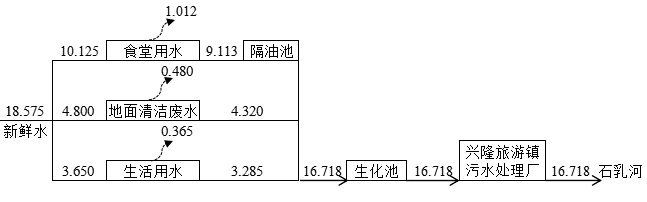 1.012
10.125 食堂用水 9.113 隔油池
0.480
18.575 4.800 地面清洁废水 4.320
新鲜水
0.365
3.650 生活用水 3.285 16.718 生化池 16.718 兴隆旅游镇
污水处理厂 16.718 石乳河